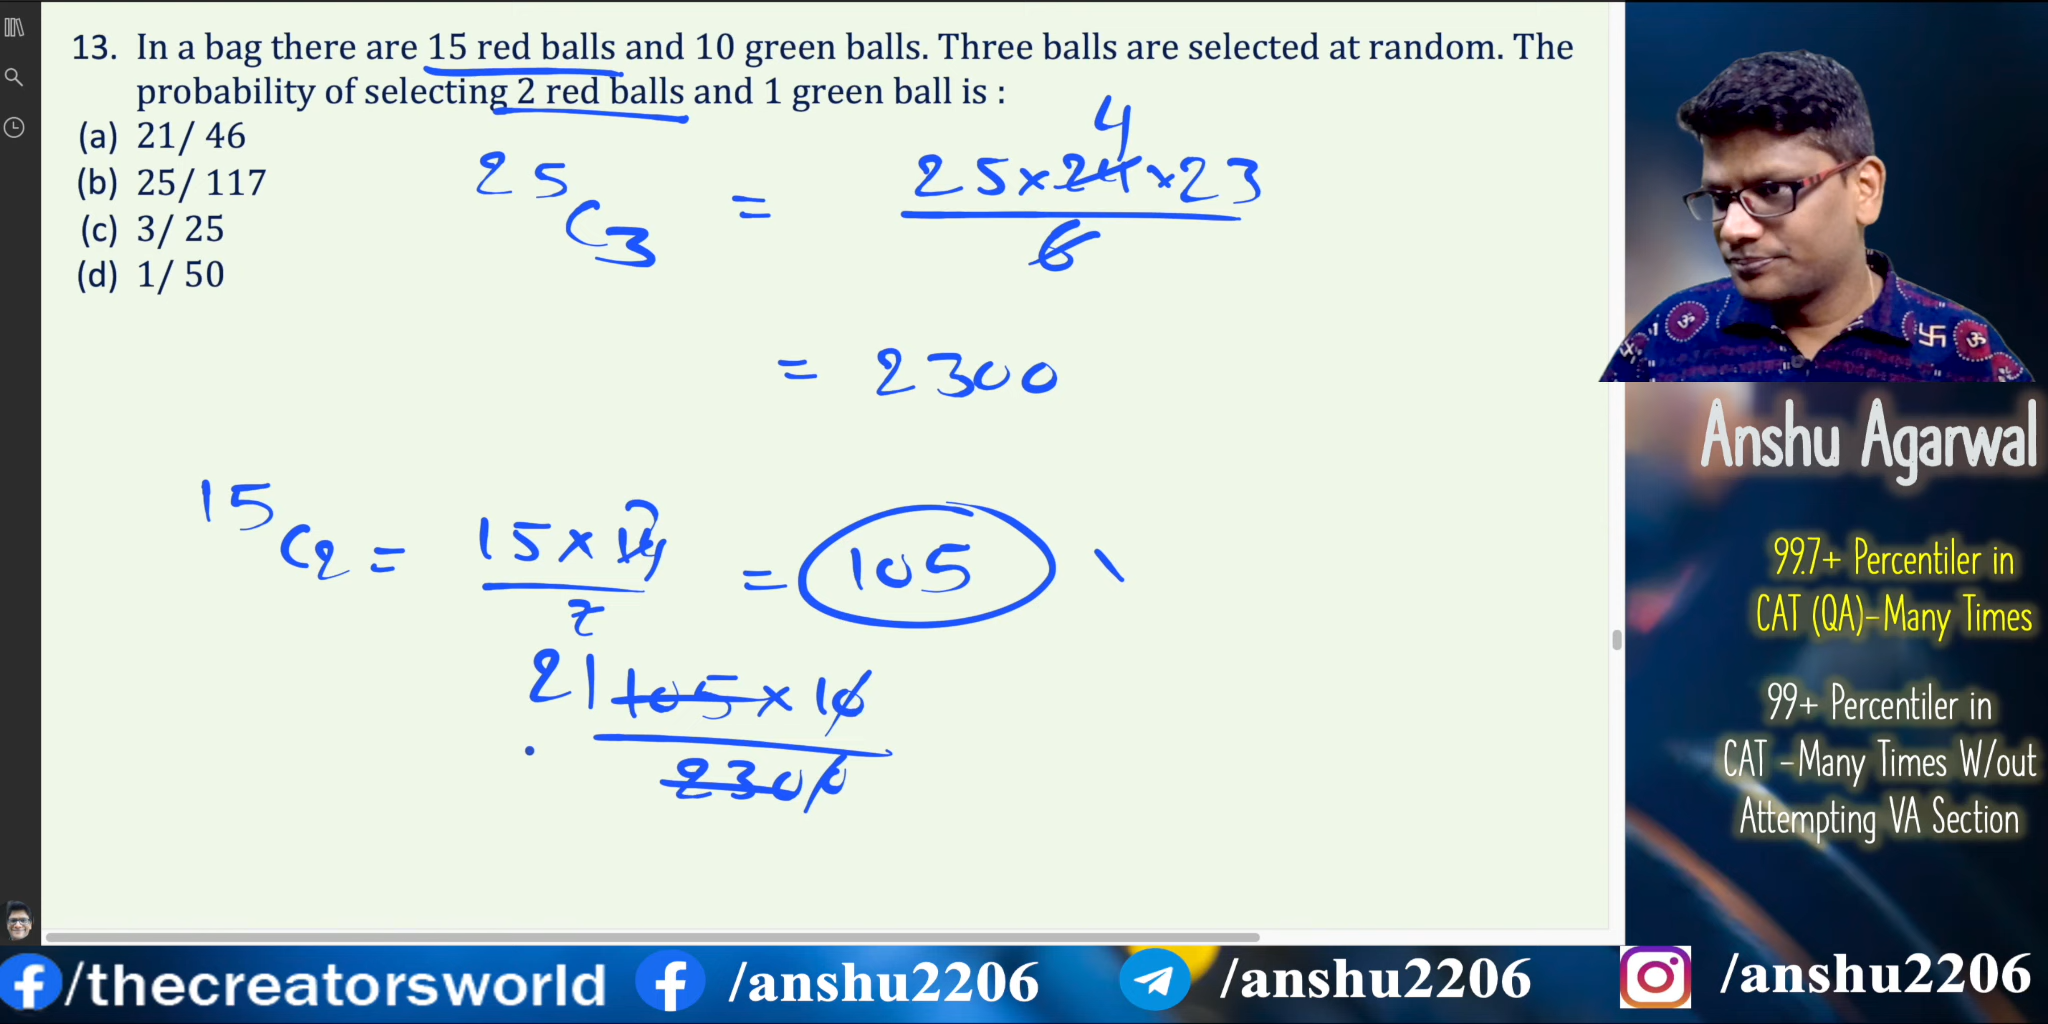 13. In a bag there are 15 red balls and 10 green balls. Three balls are selected at random. The
probability of selecting 2 red balls and 1 green ball is :
(a) 21/ 46
(b) 25/ 117
(c) 3/ 25
(d) 1/ 50
4
25C3 = 25×24×23
6
= 2300
15C2 = 15×14 = 105
2
21 105×10
2300
Anshu Agarwal
99.7+ Percentiler in
CAT (QA)-Many Times
99+ Percentiler in
CAT -Many Times W/out
Attempting VA Section
/thecreatorsworld /anshu2206 /anshu2206 /anshu2206